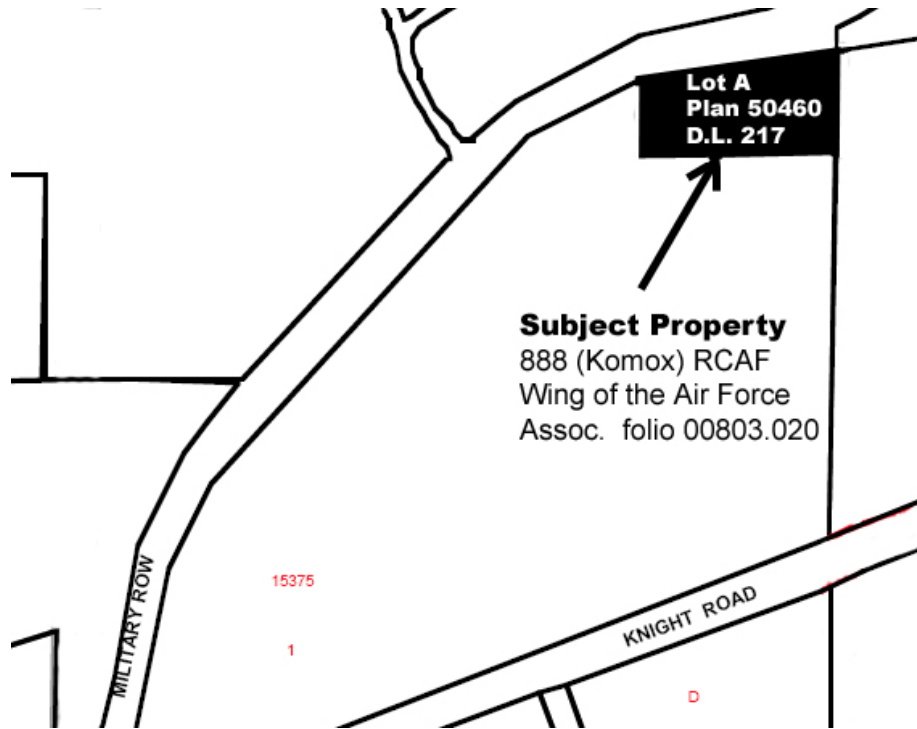 Lot A
Plan 50460
D.L. 217
Subject Property
888 (Komox) RCAF
Wing of the Air Force
Assoc. folio 00803.020
15375
MILITARY ROW
KNIGHT ROAD
1
D